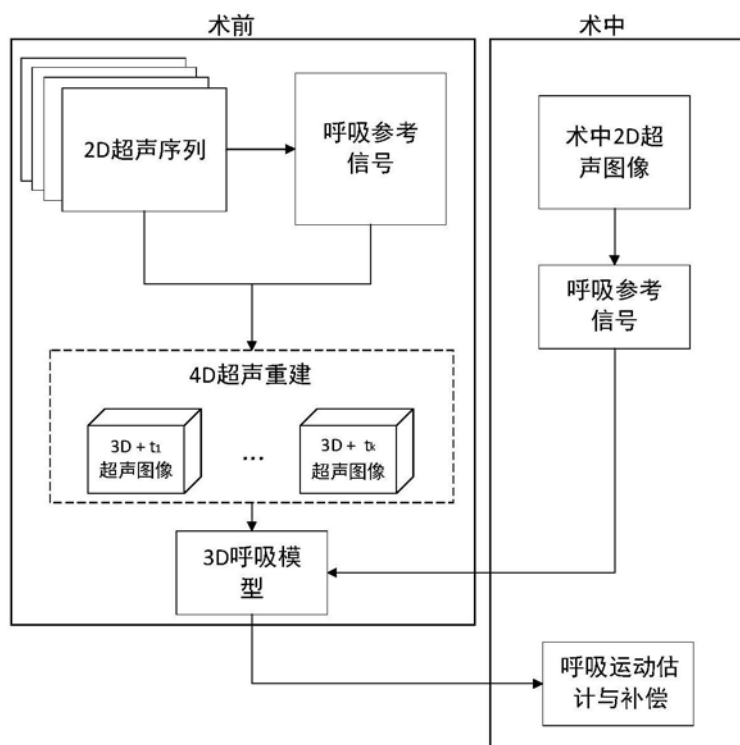 术前
术中
2D超声序列
呼吸参考
信号
4D超声重建
3D + t₁
超声图像
...
3D + tₖ
超声图像
3D呼吸模
型
术中2D超
声图像
呼吸参考
信号
呼吸运动估
计与补偿